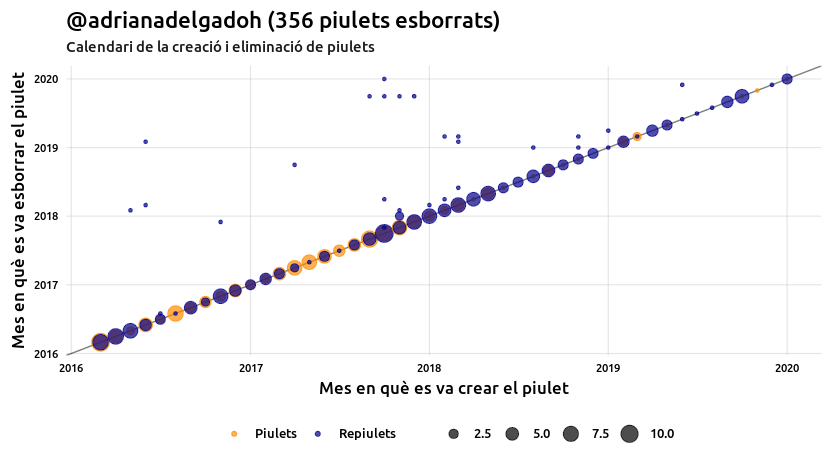 @adrianadelgadoh (356 piulets esborrats)
Calendari de la creació i eliminació de piulets
Mes en què es va esborrar el piulet
2020
2019
2018
2017
2016
2016 2017 2018 2019 2020
Mes en què es va crear el piulet
Piulets Repiulets 2.5 5.0 7.5 10.0